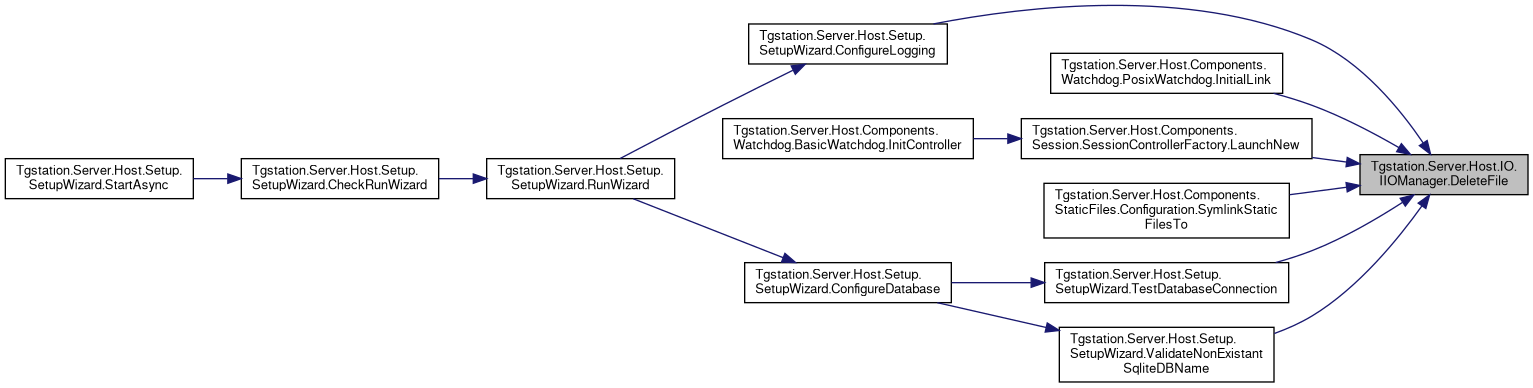 Tgstation.Server.Host.Setup.
SetupWizard.ConfigureLogging
Tgstation.Server.Host.Components.
Watchdog.PosixWatchdog.InitialLink
Tgstation.Server.Host.Components.
Watchdog.BasicWatchdog.InitController
Tgstation.Server.Host.Components.
Session.SessionControllerFactory.LaunchNew
Tgstation.Server.Host.Setup.
SetupWizard.StartAsync
Tgstation.Server.Host.Setup.
SetupWizard.CheckRunWizard
Tgstation.Server.Host.Setup.
SetupWizard.RunWizard
Tgstation.Server.Host.IO.
IIOManager.DeleteFile
Tgstation.Server.Host.Components.
StaticFiles.Configuration.SymlinkStatic
FilesTo
Tgstation.Server.Host.Setup.
SetupWizard.ConfigureDatabase
Tgstation.Server.Host.Setup.
SetupWizard.TestDatabaseConnection
Tgstation.Server.Host.Setup.
SetupWizard.ValidateNonExistant
SqliteDBName